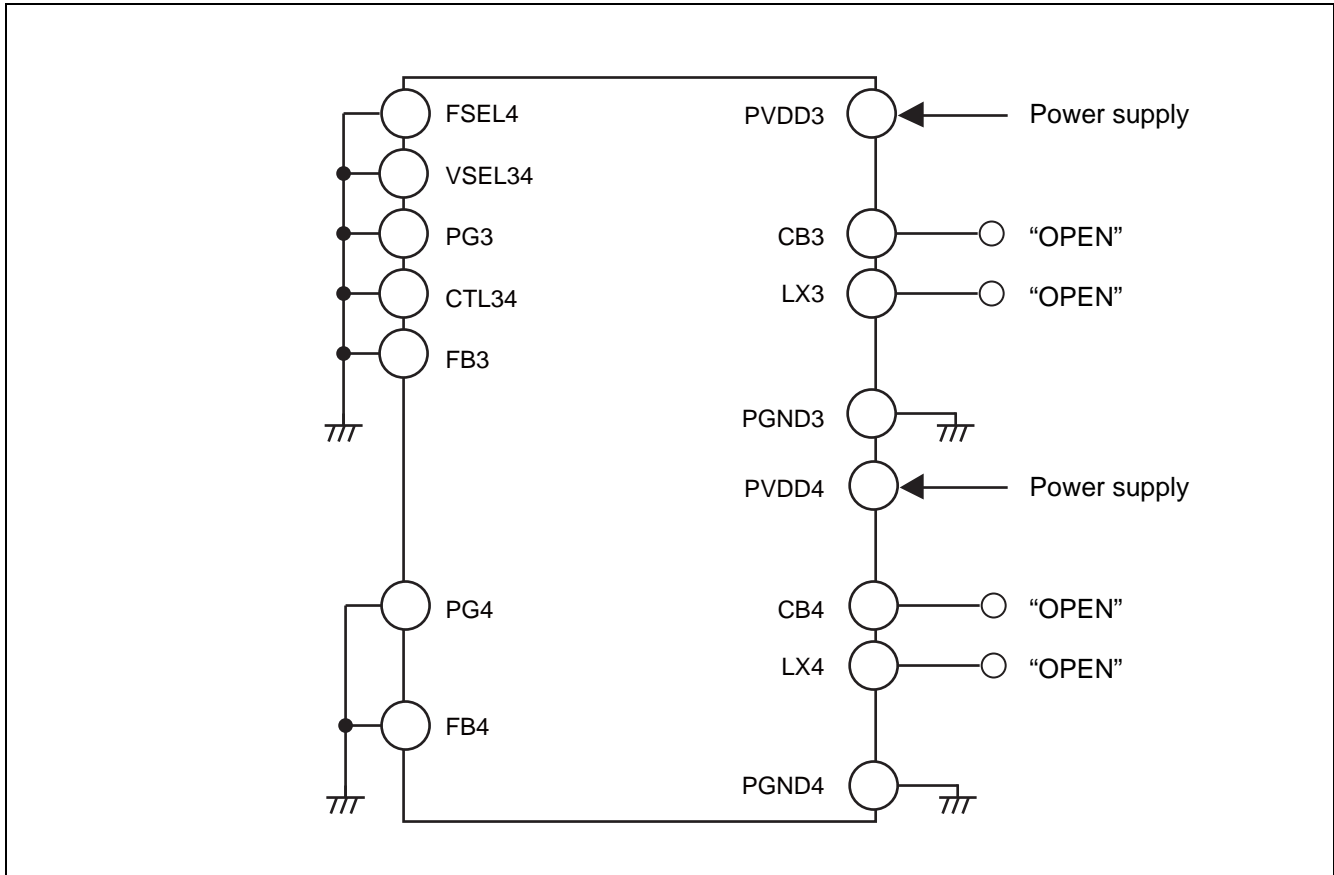 FSEL4
VSEL34
PG3
CTL34
FB3
PG4
FB4
PVDD3
Power supply
CB3
“OPEN”
LX3
“OPEN”
PGND3
PVDD4
Power supply
CB4
“OPEN”
LX4
“OPEN”
PGND4